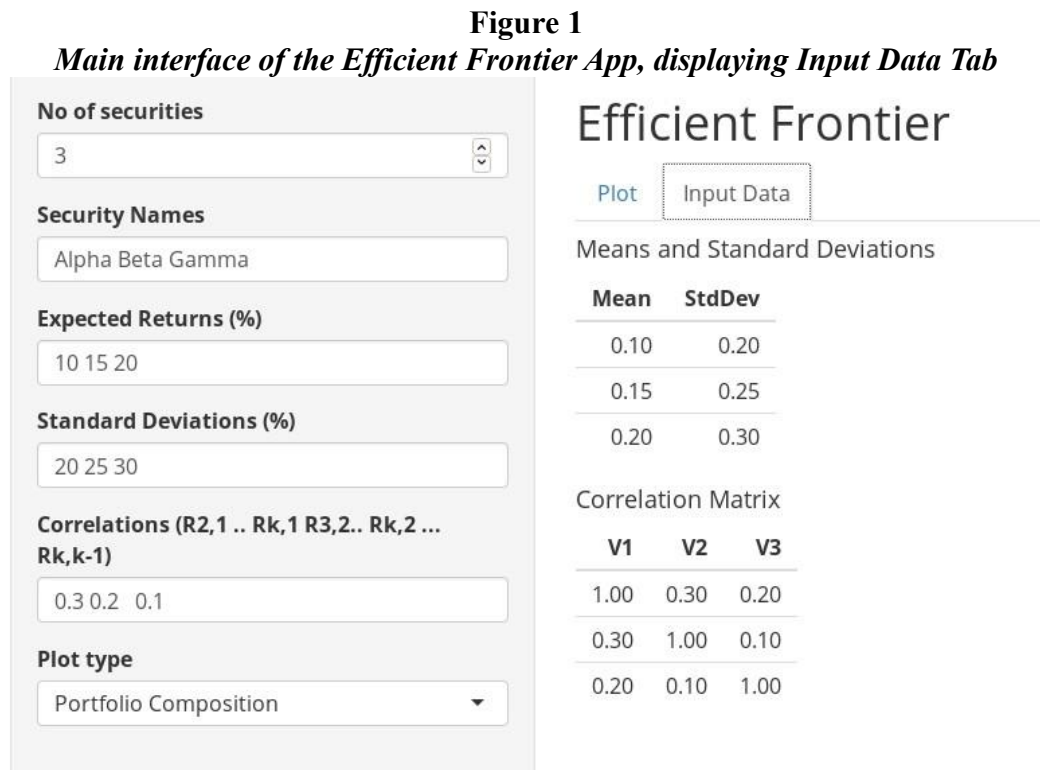 Figure 1
Main interface of the Efficient Frontier App, displaying Input Data Tab
No of securities
3
Security Names
Alpha Beta Gamma
Expected Returns (%)
10 15 20
Standard Deviations (%)
20 25 30
Correlations (R2,1 .. Rk,1 R3,2.. Rk,2 ...
Rk,k-1)
0.3 0.2 0.1
Plot type
Portfolio Composition
Efficient Frontier
Plot Input Data
Means and Standard Deviations
Mean StdDev
0.10 0.20
0.15 0.25
0.20 0.30
Correlation Matrix
V1 V2 V3
1.00 0.30 0.20
0.30 1.00 0.10
0.20 0.10 1.00